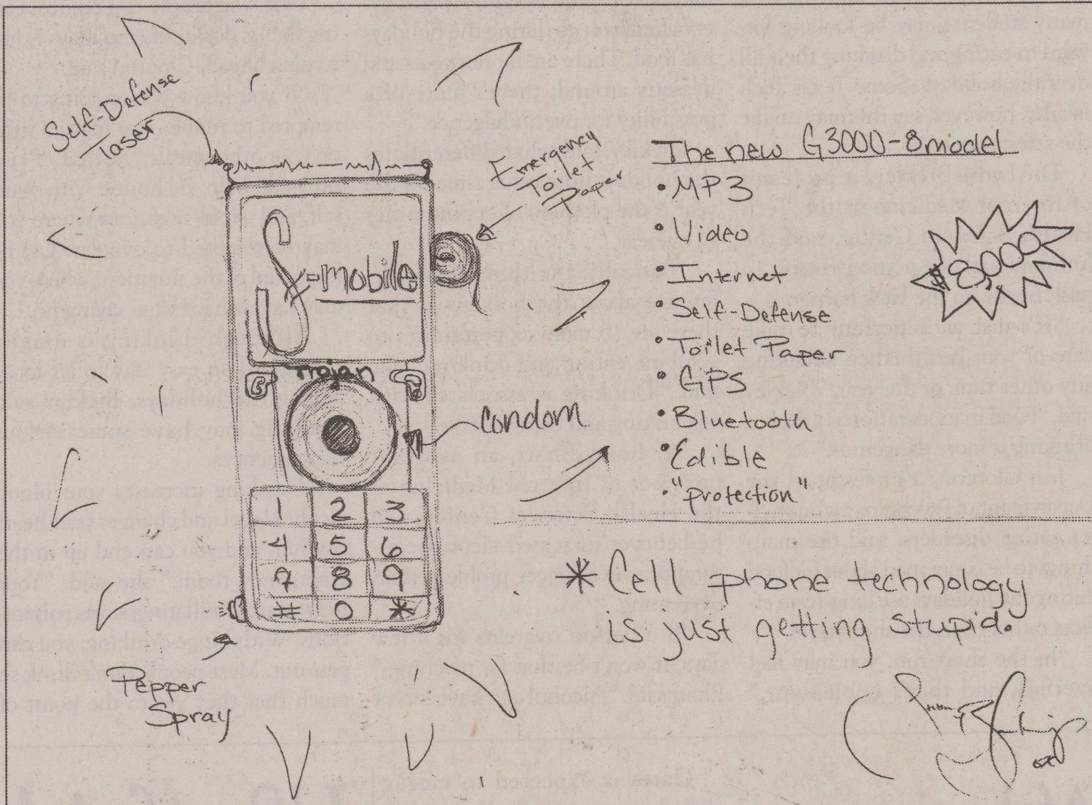 Self-Defense
laser
Emergency
Toilet
Paper
S-mobile
Trojan
condom
1 2 3
4 5 6
7 8 9
# 0 *
Pepper
Spray
The new G3000-8 model
• MP3
• Video
• Internet
• Self-Defense
• Toilet Paper
• GPS
• Bluetooth
• Edible
• "Protection"
$8,000
* Cell phone technology
is just getting stupid.